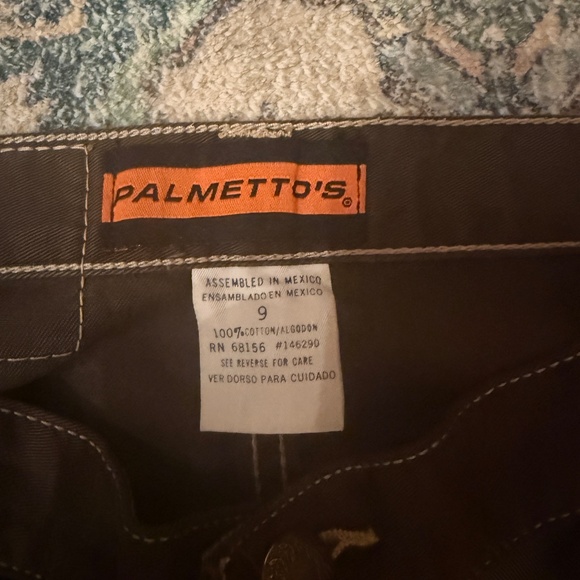 PALMETTO'S
ASSEMBLED IN MEXICO
ENSAMBLADO EN MEXICO
9
100% COTTON/ALGODON
RN 68156 #146290
SEE REVERSE FOR CARE
VER DORSO PARA CUIDADO